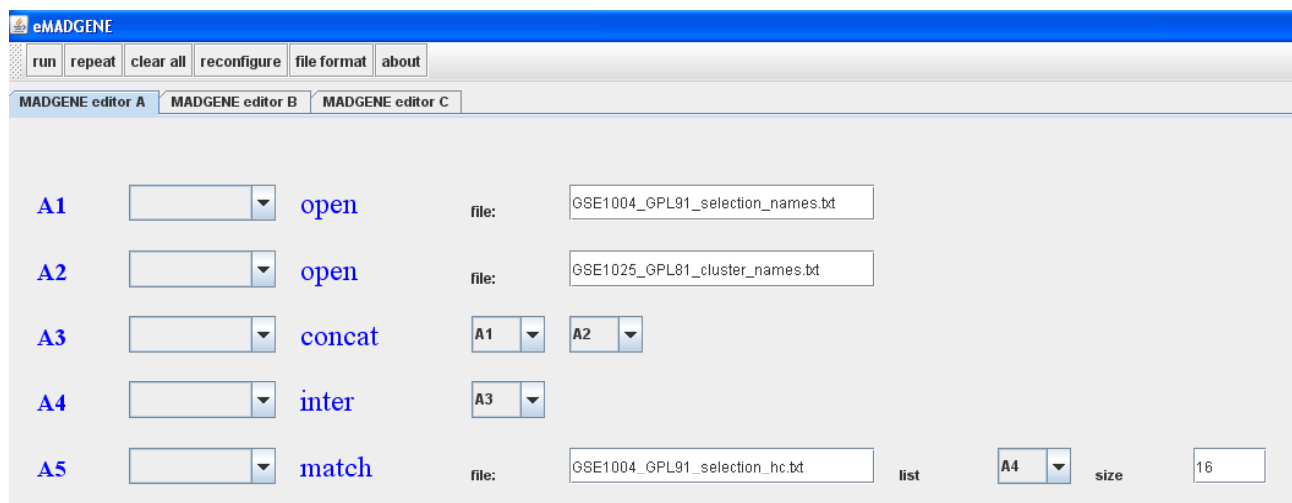 eMADGENE
run repeat clear all reconfigure file format about
MADGENE editor A MADGENE editor B MADGENE editor C
A1 open file: GSE1004_GPL91_selection_names.txt
A2 open file: GSE1025_GPL81_cluster_names.txt
A3 concat A1 A2
A4 inter A3
A5 match file: GSE1004_GPL91_selection_hc.txt list A4 size 16